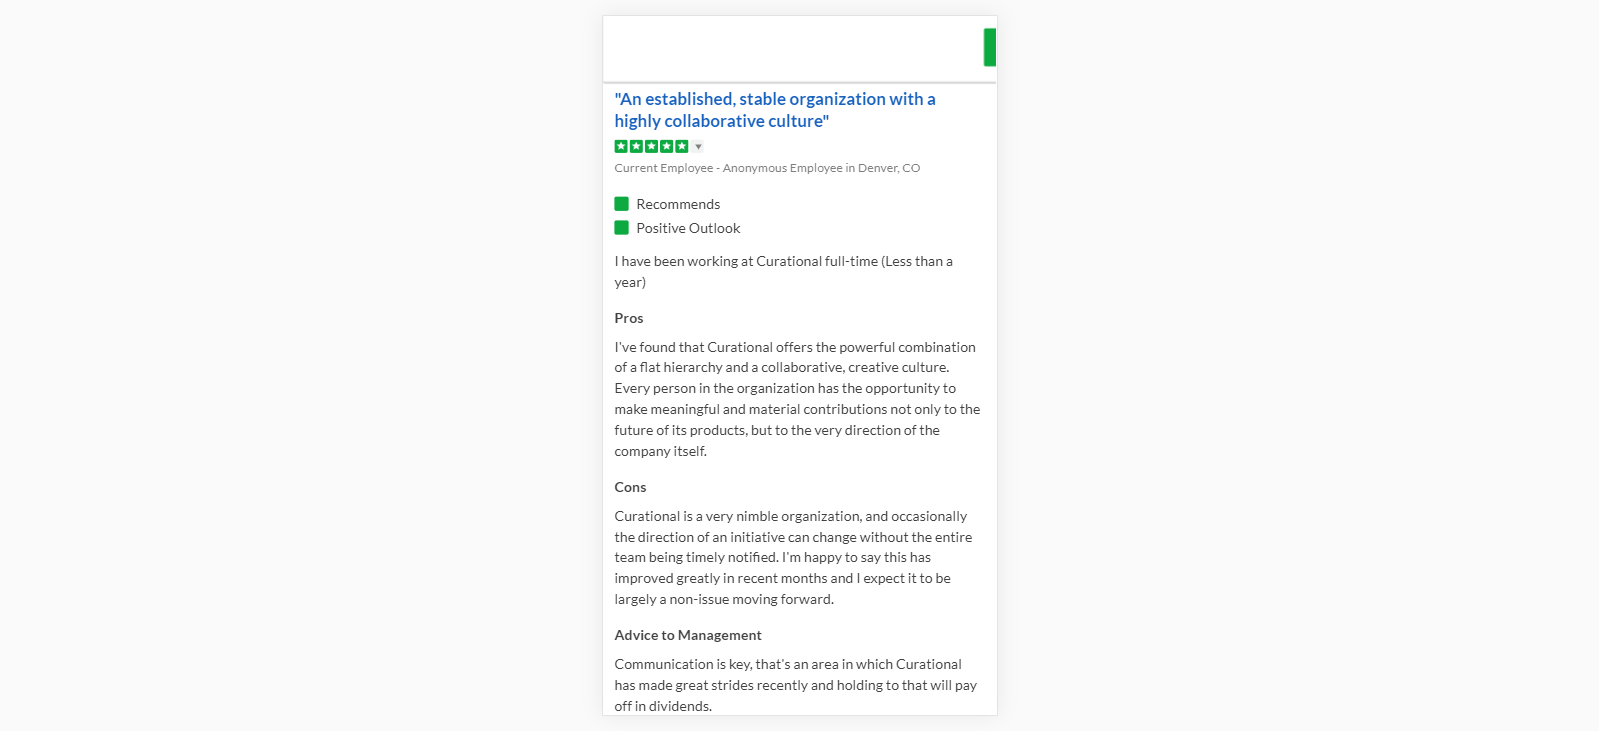 "An established, stable organization with a
highly collaborative culture"
Current Employee - Anonymous Employee in Denver, CO
Recommends
Positive Outlook
I have been working at Curational full-time (Less than a
year)
Pros
I've found that Curational offers the powerful combination
of a flat hierarchy and a collaborative, creative culture.
Every person in the organization has the opportunity to
make meaningful and material contributions not only to the
future of its products, but to the very direction of the
company itself.
Cons
Curational is a very nimble organization, and occasionally
the direction of an initiative can change without the entire
team being timely notified. I'm happy to say this has
improved greatly in recent months and I expect it to be
largely a non-issue moving forward.
Advice to Management
Communication is key, that's an area in which Curational
has made great strides recently and holding to that will pay
off in dividends.